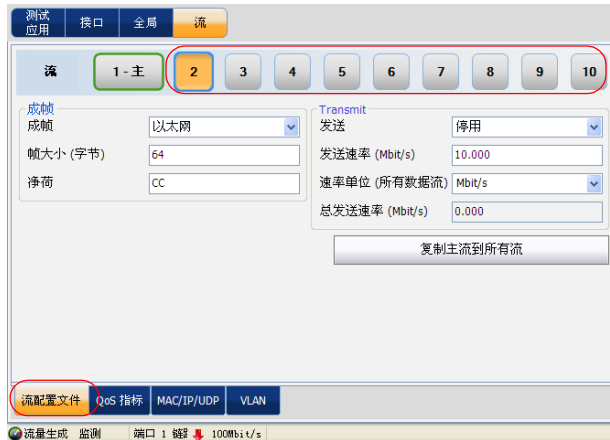 测试应用 接口 全局 流
流 1 - 主 2 3 4 5 6 7 8 9 10
成帧
成帧 以太网
帧大小 (字节) 64
净荷 CC
Transmit
发送 停用
发送速率 (Mbit/s) 10.000
速率单位 (所有数据流) Mbit/s
总发送速率 (Mbit/s) 0.000
复制主流到所有流
流配置文件 QoS 指标 MAC/IP/UDP VLAN
流量生成 监测 端口 1 链路 100Mbit/s